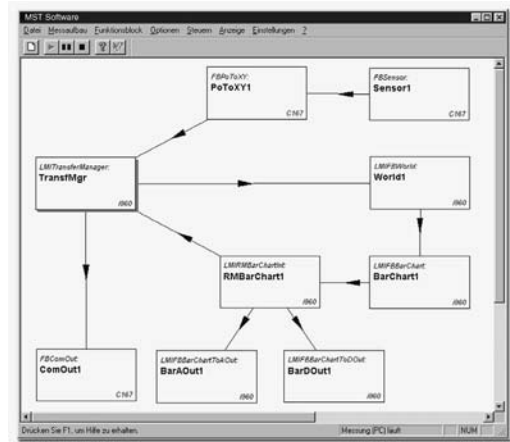 MST Software
Datei Messaufbau Funktionsblock Optionen Steuern Anzeige Einstellungen ?
FBPoToXY:
PoToXY1
C167
FBSensor:
Sensor1
C167
LMITransferManager:
TransfMgr
i960
LMIFBWorld:
World1
i960
LMIRMBarChartInt:
RMBarChart1
i960
LMIFBBarChart:
BarChart1
i960
FBComOut:
ComOut1
C167
LMIFBBarChartToAOut:
BarAOut1
i960
LMIFBBarChartToDOut:
BarDOut1
i960
Drücken Sie F1, um Hilfe zu erhalten.
Messung (PC) läuft
NUM